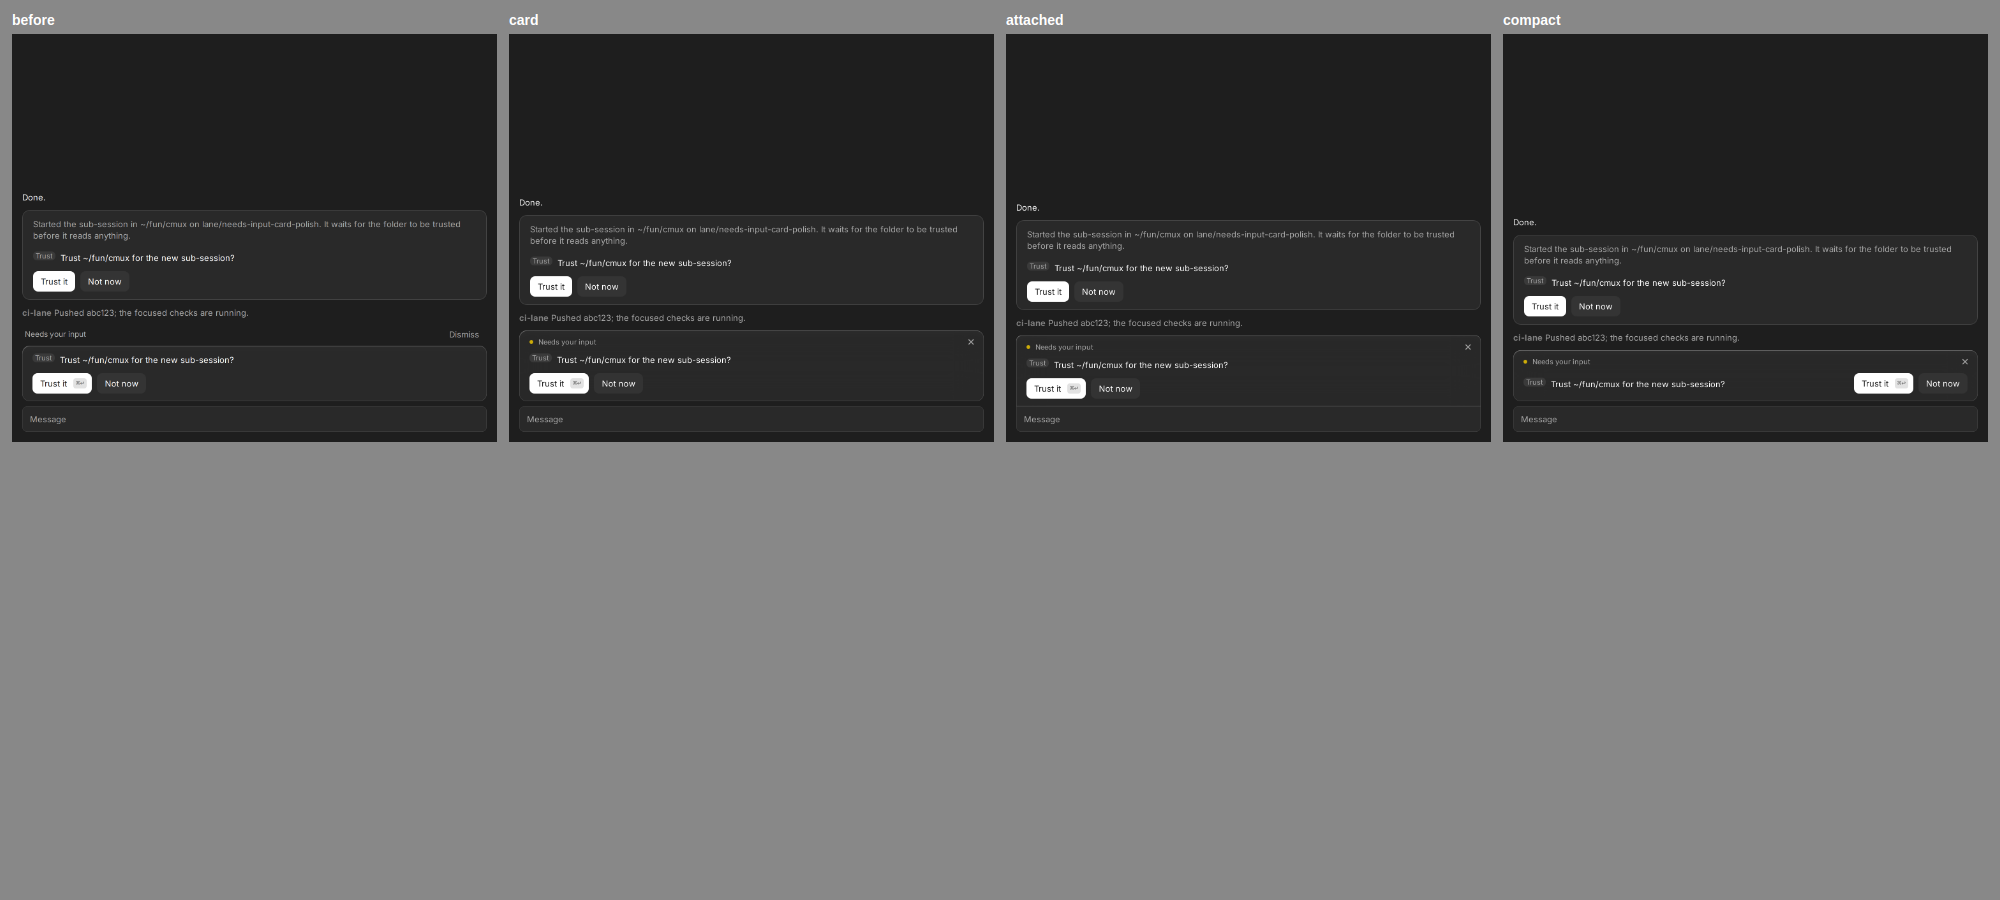 before
Done.
Started the sub-session in ~/fun/cmux on lane/needs-input-card-polish. It waits for the folder to be trusted
before it reads anything.
Trust Trust ~/fun/cmux for the new sub-session?
Trust it Not now
ci-lane Pushed abc123; the focused checks are running.
Needs your input Dismiss
Trust Trust ~/fun/cmux for the new sub-session?
Trust it ⌘↵ Not now
Message
card
Done.
Started the sub-session in ~/fun/cmux on lane/needs-input-card-polish. It waits for the folder to be trusted
before it reads anything.
Trust Trust ~/fun/cmux for the new sub-session?
Trust it Not now
ci-lane Pushed abc123; the focused checks are running.
Needs your input ✕
Trust Trust ~/fun/cmux for the new sub-session?
Trust it ⌘↵ Not now
Message
attached
Done.
Started the sub-session in ~/fun/cmux on lane/needs-input-card-polish. It waits for the folder to be trusted
before it reads anything.
Trust Trust ~/fun/cmux for the new sub-session?
Trust it Not now
ci-lane Pushed abc123; the focused checks are running.
Needs your input ✕
Trust Trust ~/fun/cmux for the new sub-session?
Trust it ⌘↵ Not now
Message
compact
Done.
Started the sub-session in ~/fun/cmux on lane/needs-input-card-polish. It waits for the folder to be trusted
before it reads anything.
Trust Trust ~/fun/cmux for the new sub-session?
Trust it Not now
ci-lane Pushed abc123; the focused checks are running.
Needs your input ✕
Trust Trust ~/fun/cmux for the new sub-session? Trust it ⌘↵ Not now
Message